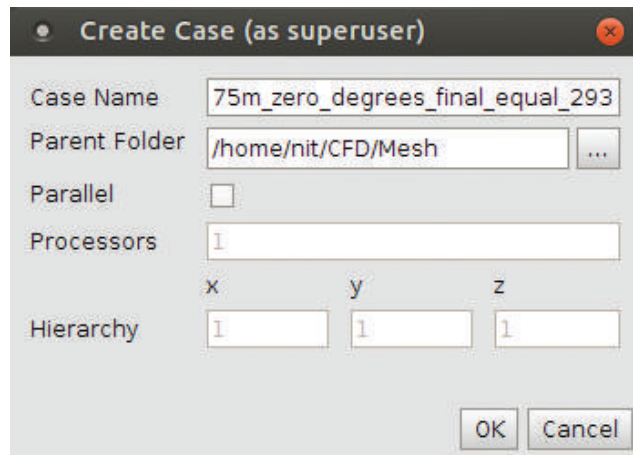 Create Case (as superuser)
Case Name 75m_zero_degrees_final_equal_293
Parent Folder /home/nit/CFD/Mesh ...
Parallel
Processors 1
x y z
Hierarchy 1 1 1
OK Cancel